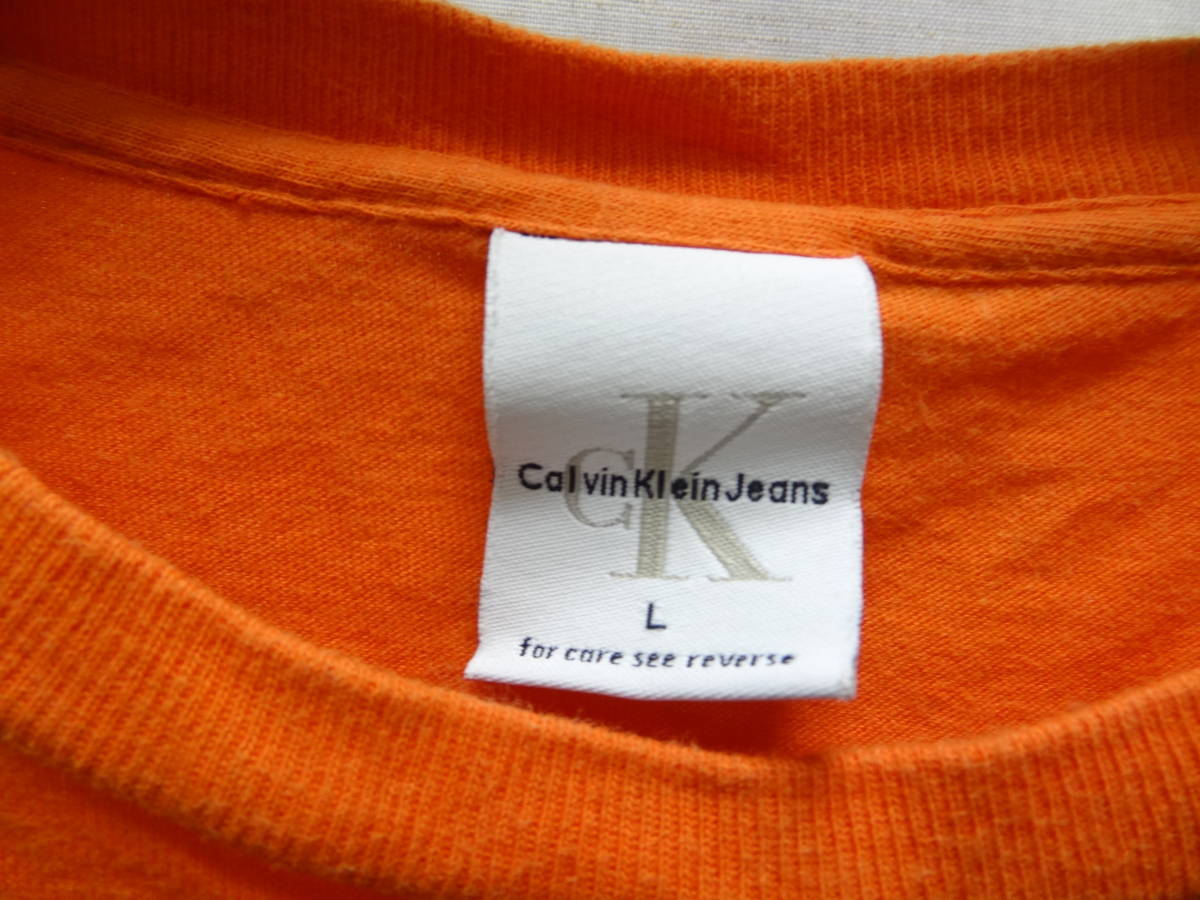 cK
Calvin Klein Jeans
L
for care see reverse